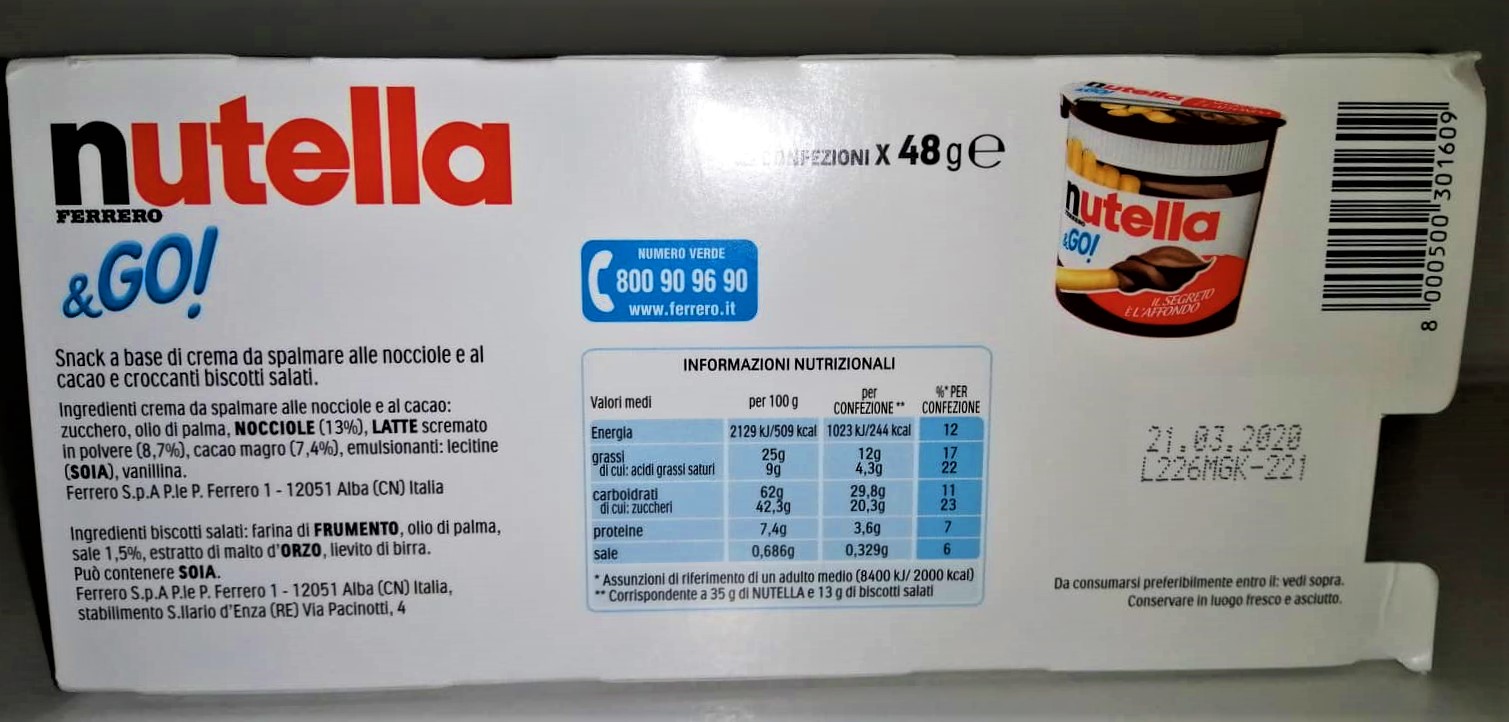 nutella
FERRERO
&GO!
Snack a base di crema da spalmare alle nocciole e al
cacao e croccanti biscotti salati.
Ingredienti crema da spalmare alle nocciole e al cacao:
zucchero, olio di palma, NOCCIOLE (13%), LATTE scremato
in polvere (8,7%), cacao magro (7,4%), emulsionanti: lecitine
(SOIA), vanillina.
Ferrero S.p.A P.le P. Ferrero 1 - 12051 Alba (CN) Italia
Ingredienti biscotti salati: farina di FRUMENTO, olio di palma,
sale 1,5%, estratto di malto d'ORZO, lievito di birra.
Può contenere SOIA.
Ferrero S.p.A P.le P. Ferrero 1 - 12051 Alba (CN) Italia,
stabilimento S.Ilario d'Enza (RE) Via Pacinotti, 4
CONFEZIONI X 48 g e
NUMERO VERDE
800 90 96 90
www.ferrero.it
INFORMAZIONI NUTRIZIONALI
Valori medi per 100 g per CONFEZIONE ** %* PER CONFEZIONE
Energia 2129 kJ/509 kcal 1023 kJ/244 kcal 12
grassi 25g 12g 17
di cui: acidi grassi saturi 9g 4,3g 22
carboidrati 62g 29,8g 11
di cui: zuccheri 42,3g 20,3g 23
proteine 7,4g 3,6g 7
sale 0,686g 0,329g 6
* Assunzioni di riferimento di un adulto medio (8400 kJ/ 2000 kcal)
** Corrispondente a 35 g di NUTELLA e 13 g di biscotti salati
nutella
&GO!
nutella
&GO!
IL SEGRETO
È L'AFFONDO
8 000500 301609
21.03.2020
L226MGK-221
Da consumarsi preferibilmente entro il: vedi sopra.
Conservare in luogo fresco e asciutto.